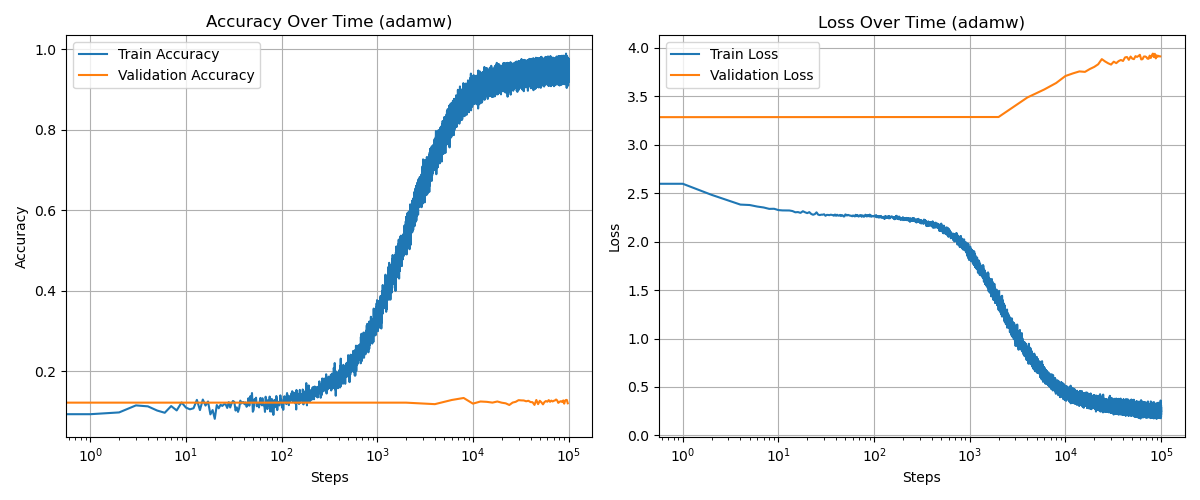 Accuracy Over Time (adamw)
Train Accuracy
Validation Accuracy
1.0
0.8
0.6
0.4
0.2
Accuracy
10⁰
10¹
10²
10³
10⁴
10⁵
Steps
Loss Over Time (adamw)
Train Loss
Validation Loss
4.0
3.5
3.0
2.5
2.0
1.5
1.0
0.5
0.0
Loss
10⁰
10¹
10²
10³
10⁴
10⁵
Steps